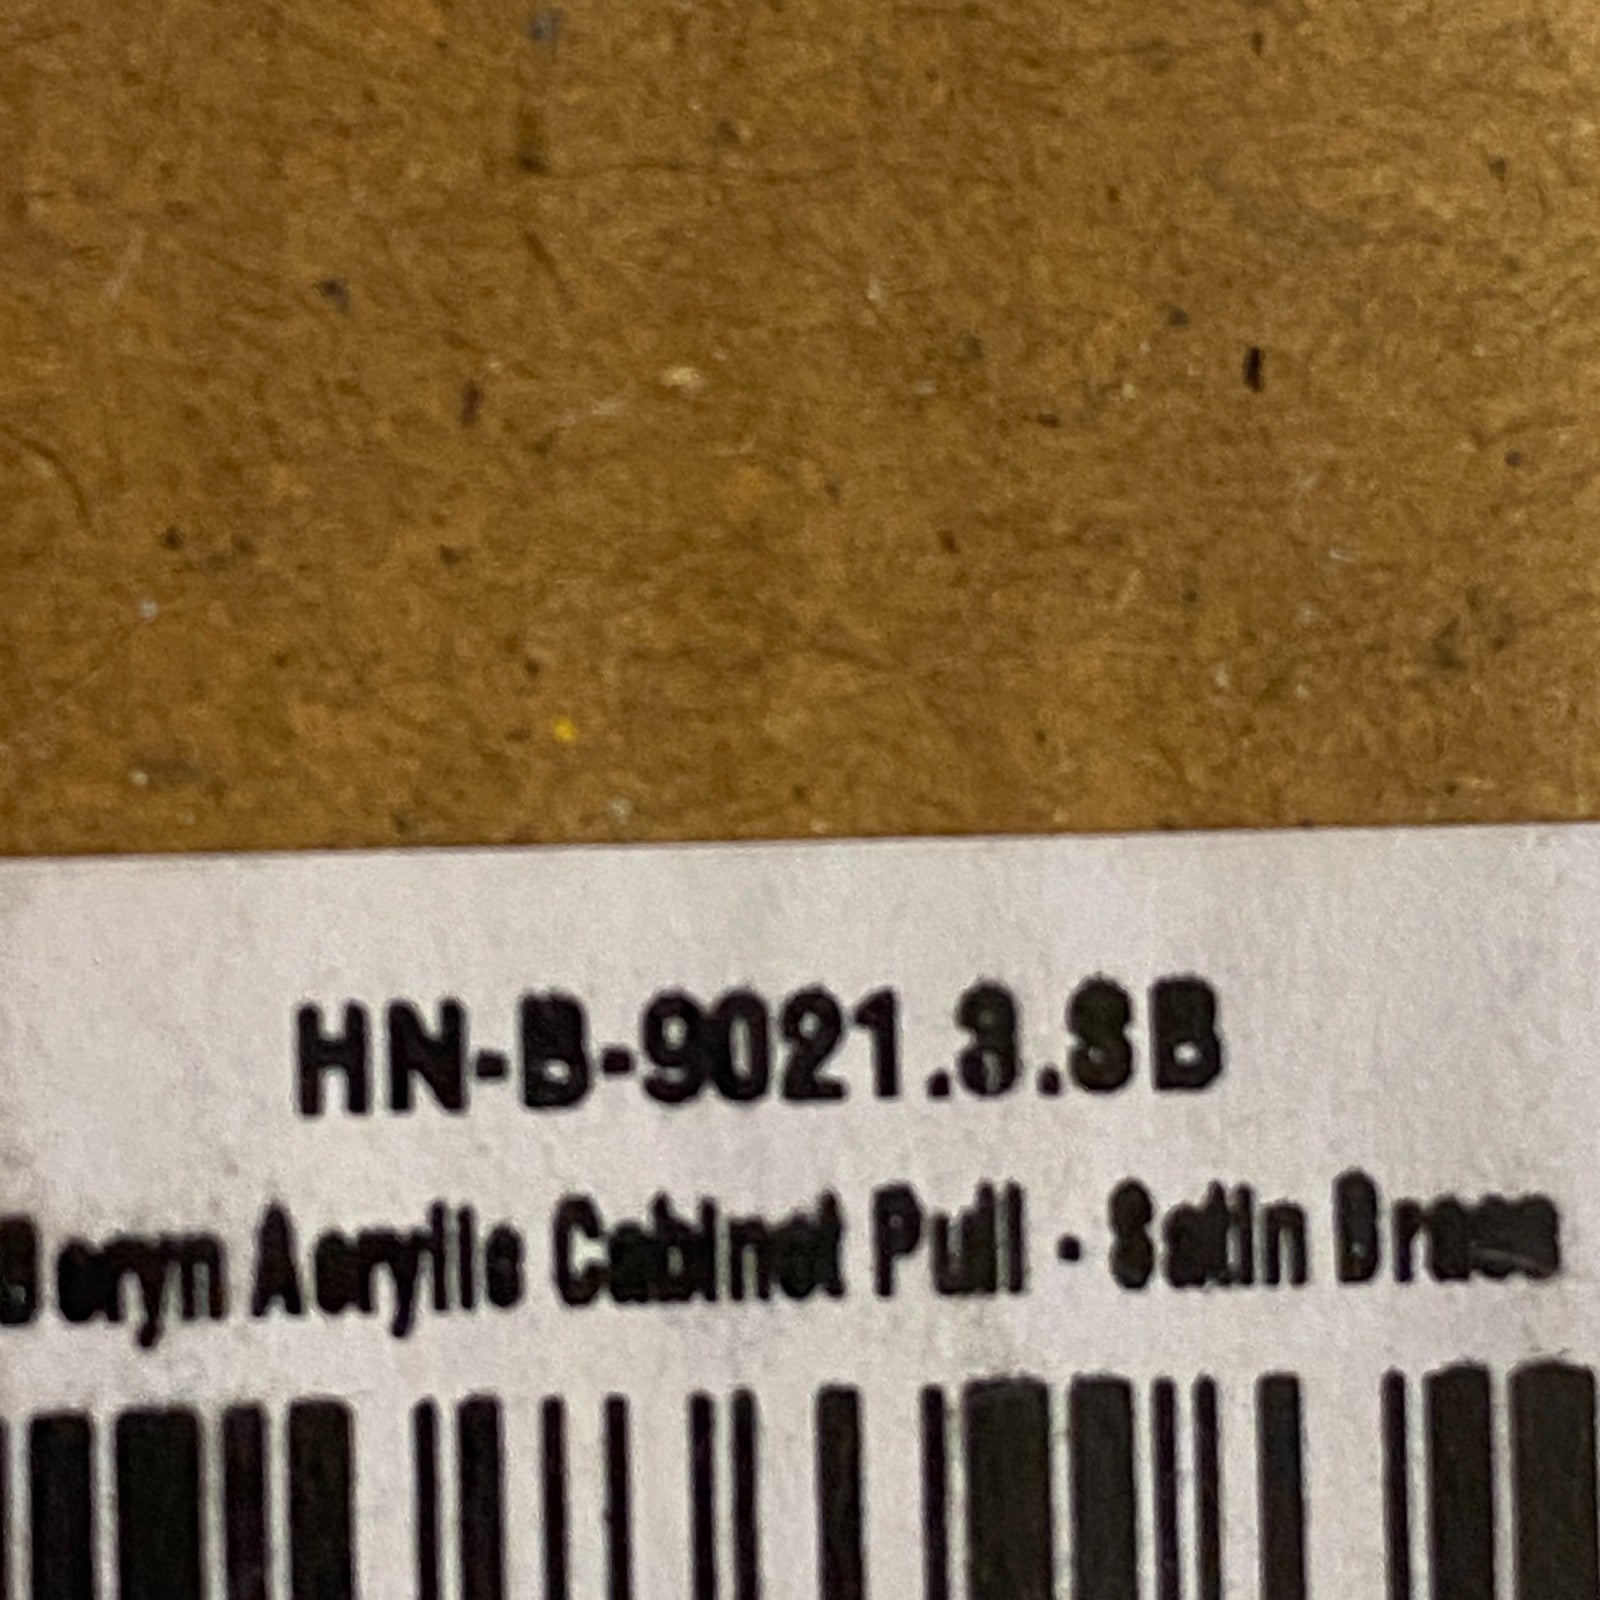 HN-B-9021.3.SB
Beryn Acrylic Cabinet Pull - Satin Brass